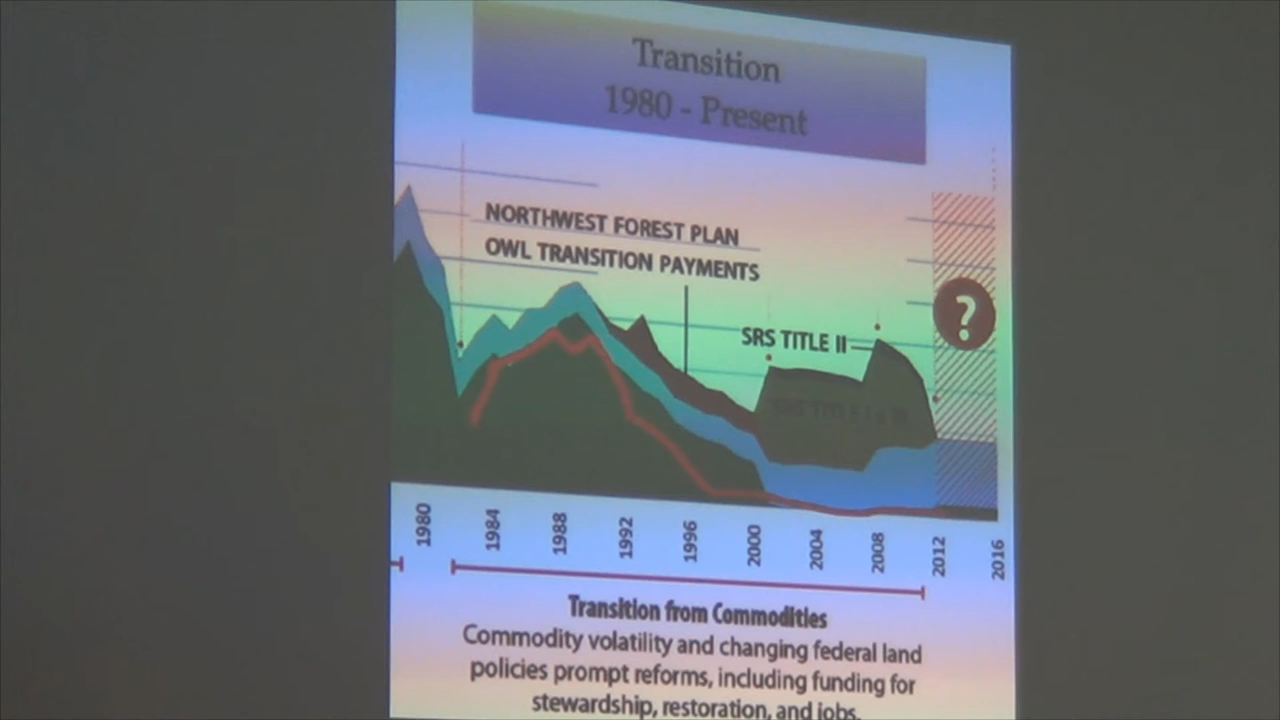 Transition
1980 - Present
NORTHWEST FOREST PLAN
OWL TRANSITION PAYMENTS
?
SRS TITLE II
1980
1984
1988
1992
1996
2000
2004
2008
2012
2016
Transition from Commodities
Commodity volatility and changing federal land
policies prompt reforms, including funding for
stewardship, restoration, and jobs.